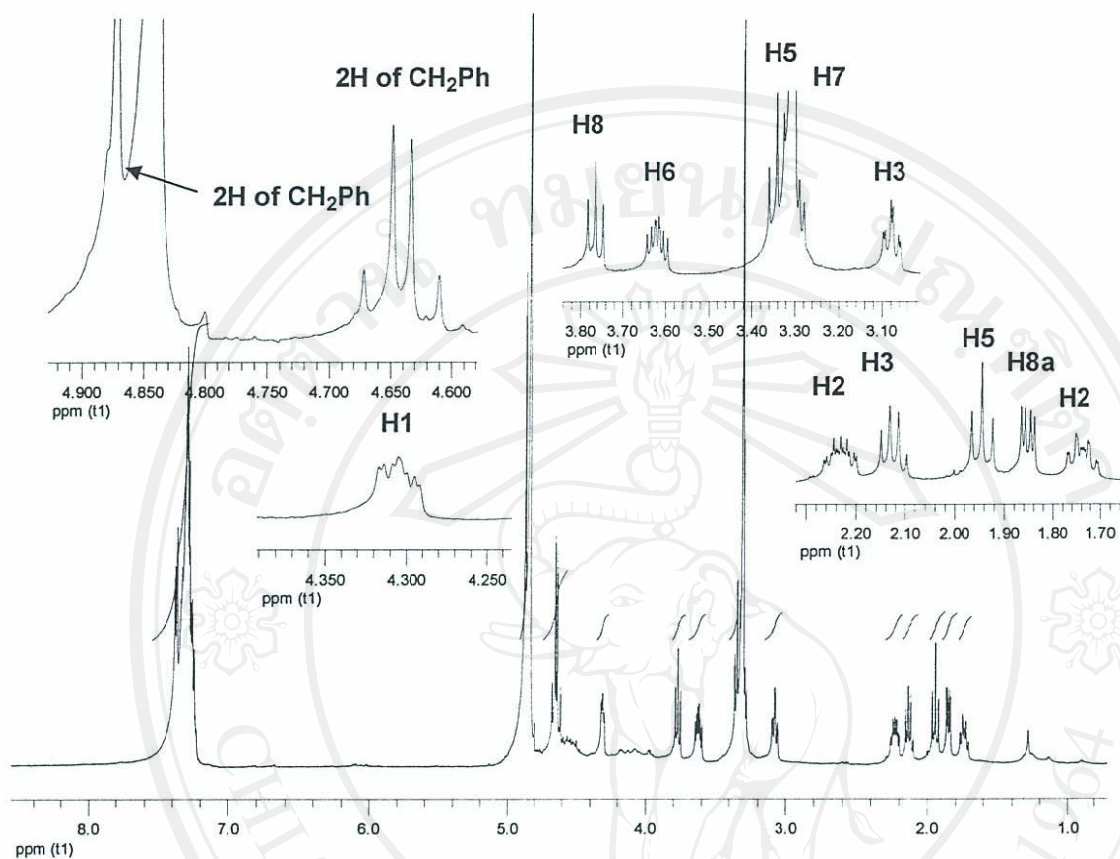 2H of CH₂Ph
2H of CH₂Ph
4.900 4.850 4.800 4.750 4.700 4.650 4.600
ppm (t1)
H8
H6
H5
H7
H3
3.80 3.70 3.60 3.50 3.40 3.30 3.20 3.10
ppm (t1)
H1
4.350 4.300 4.250
ppm (t1)
H2
H3
H5
H8a
H2
2.20 2.10 2.00 1.90 1.80 1.70
ppm (t1)
8.0 7.0 6.0 5.0 4.0 3.0 2.0 1.0
ppm (t1)
1964